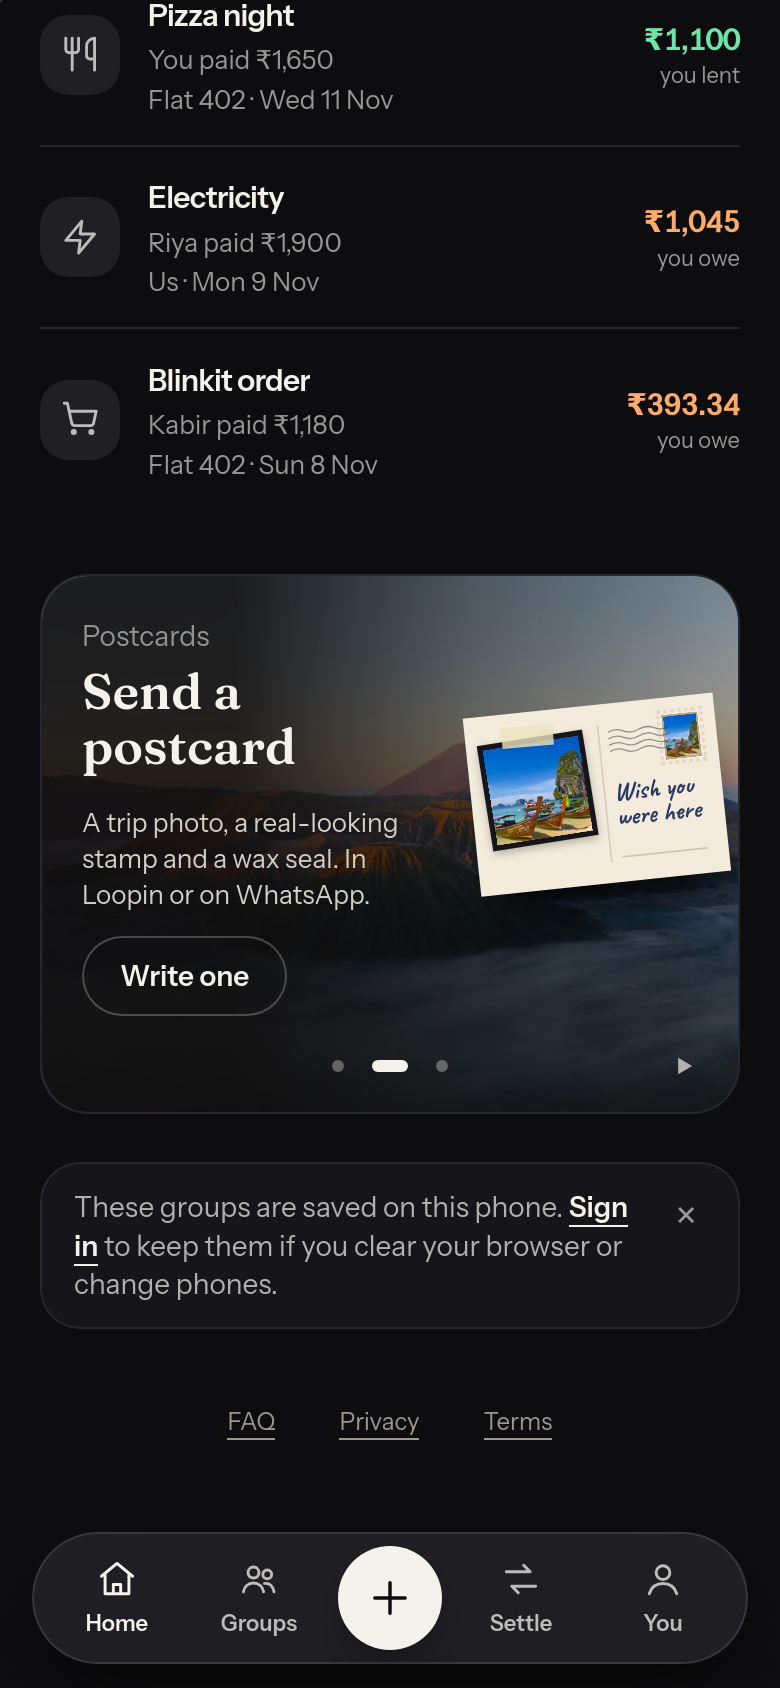 Pizza night
You paid ₹1,650
Flat 402 · Wed 11 Nov
₹1,100
you lent
Electricity
Riya paid ₹1,900
Us · Mon 9 Nov
₹1,045
you owe
Blinkit order
Kabir paid ₹1,180
Flat 402 · Sun 8 Nov
₹393.34
you owe
Postcards
Send a
postcard
A trip photo, a real-looking
stamp and a wax seal. In
Loopin or on WhatsApp.
Wish you
were here
Write one
These groups are saved on this phone. Sign
in to keep them if you clear your browser or
change phones.
FAQ Privacy Terms
Home Groups Settle You